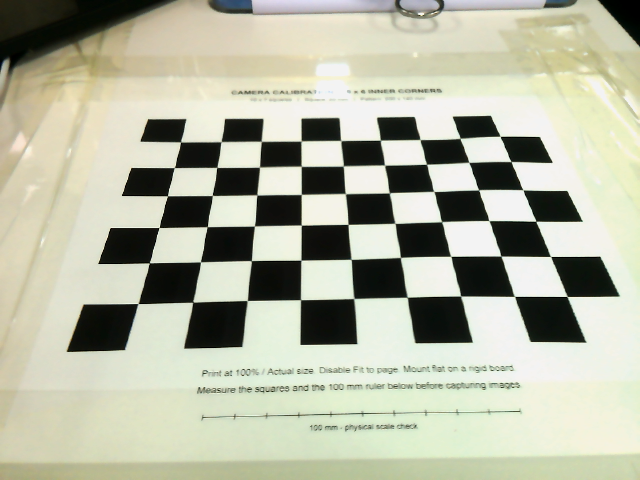 CAMERA CALIBRAT 6 INNER CORNERS
Print at 100% / Actual size. Disable Fit to page. Mount flat on a rigid board.
Measure the squares and the 100 mm ruler below before capturing images.
100 mm - physical scale check